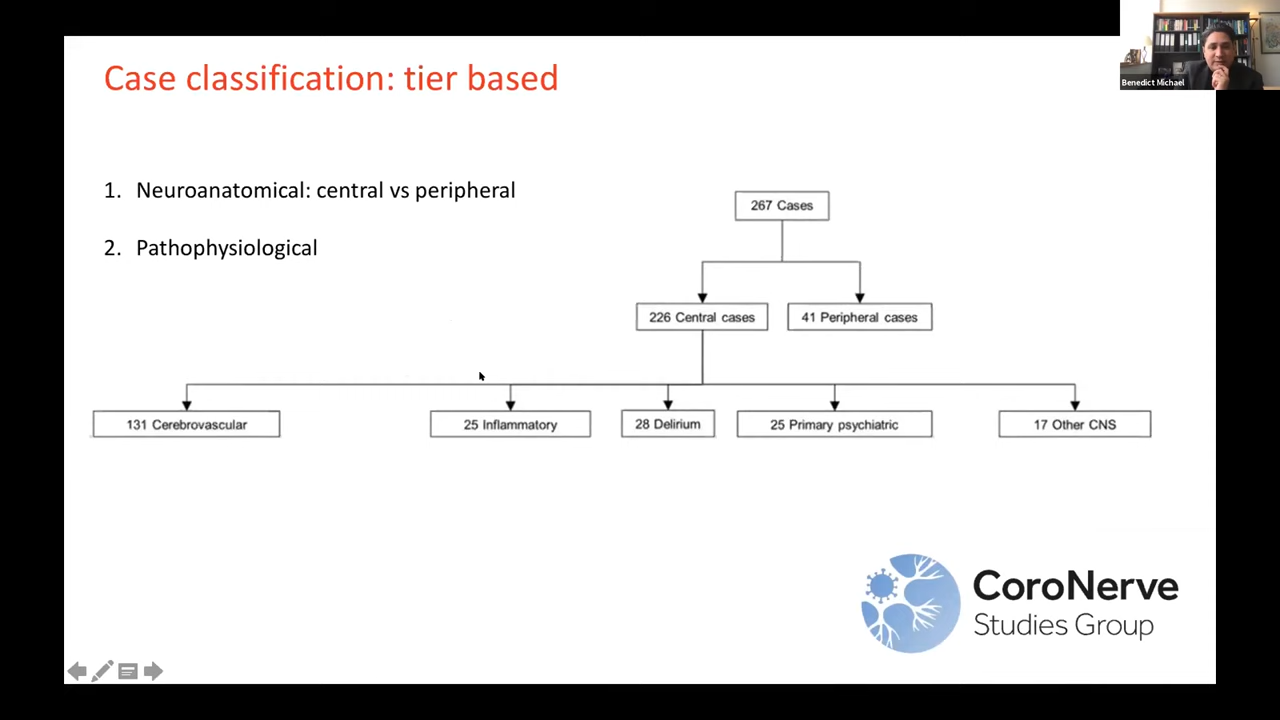 Case classification: tier based
Benedict Michael
1. Neuroanatomical: central vs peripheral
2. Pathophysiological
267 Cases
226 Central cases
41 Peripheral cases
131 Cerebrovascular
25 Inflammatory
28 Delirium
25 Primary psychiatric
17 Other CNS
CoroNerve
Studies Group